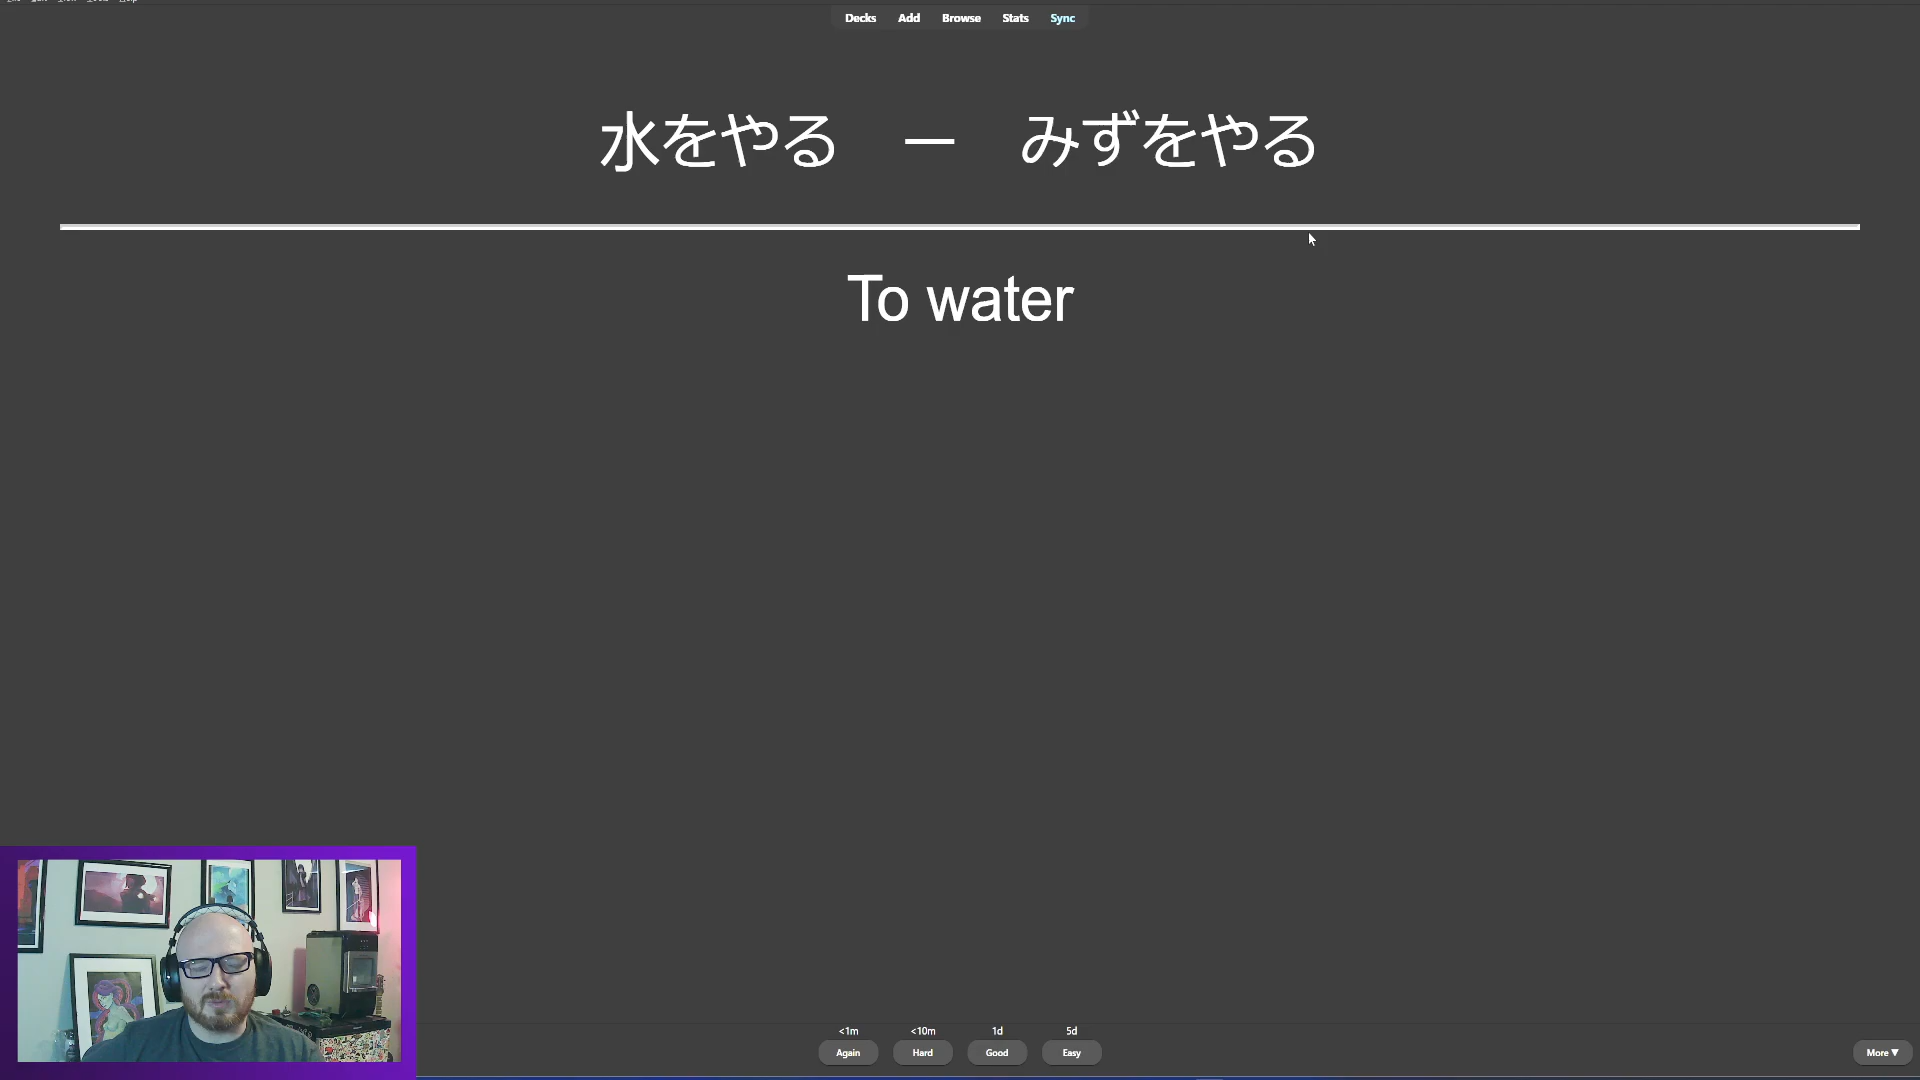 Decks Add Browse Stats Sync
水をやる ー みずをやる
To water
<1m <10m 1d 5d
Again Hard Good Easy More ▼